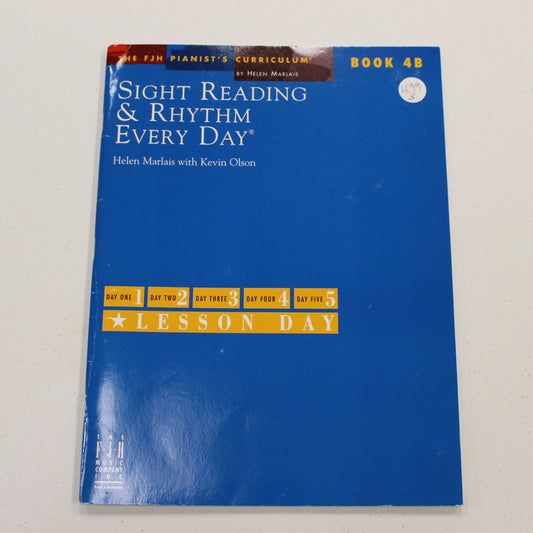 THE FJH PIANIST'S CURRICULUM®
BY HELEN MARLAIS
BOOK 4B
4.99
S
SIGHT READING
& RHYTHM
EVERY DAY®
Helen Marlais with Kevin Olson
DAY ONE 1 DAY TWO 2 DAY THREE 3 DAY FOUR 4 DAY FIVE 5
★ LESSON DAY
THE
F·J·H
MUSIC
COMPANY
INC.